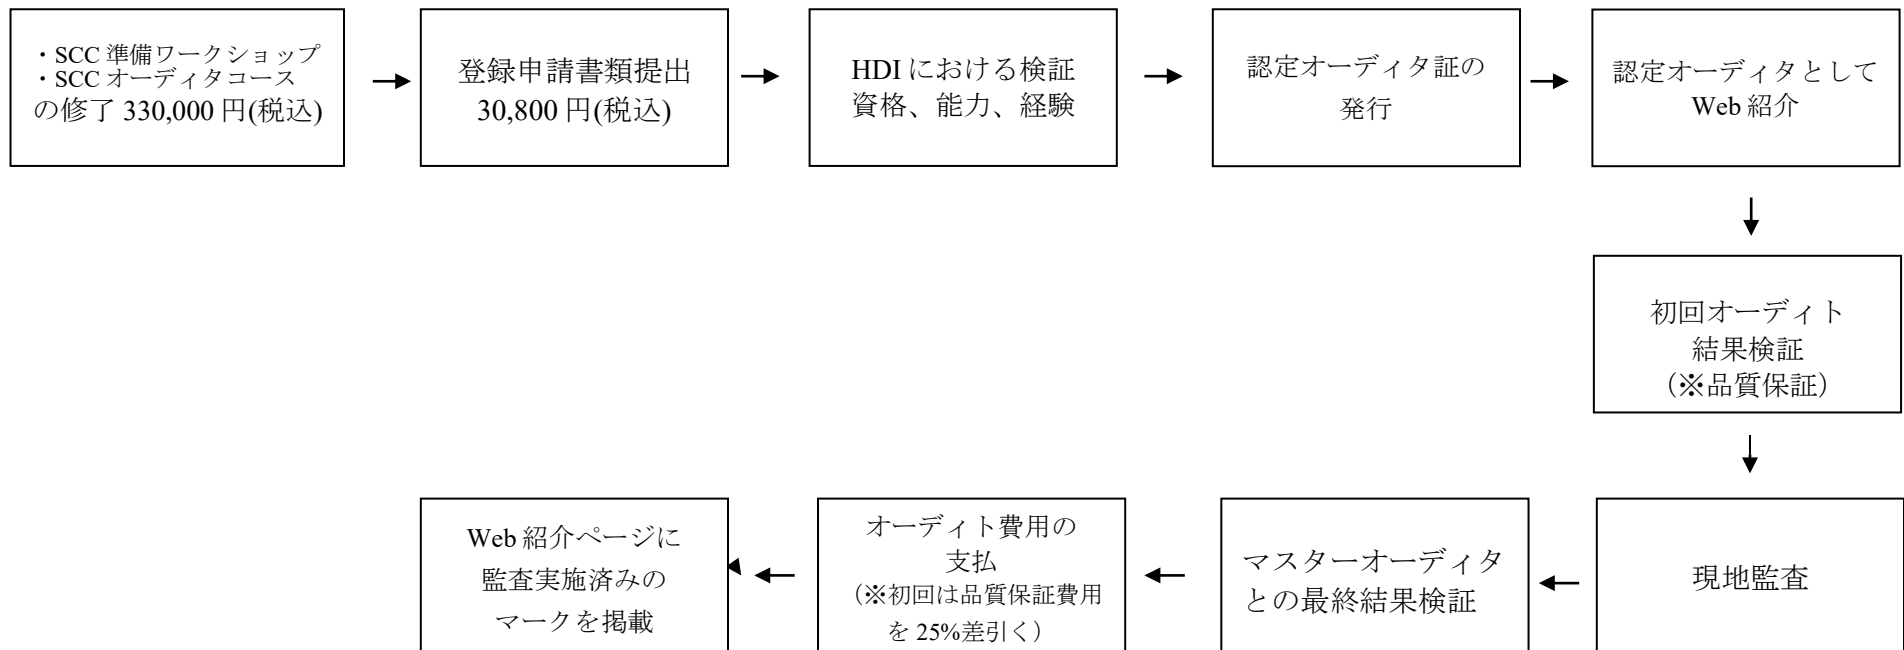 ・SCC 準備ワークショップ
・SCC オーディタコース
の修了 330,000 円(税込)
登録申請書類提出
30,800 円(税込)
HDI における検証
資格、能力、経験
認定オーディタ証の
発行
認定オーディタとして
Web 紹介
初回オーディト
結果検証
（※品質保証）
現地監査
マスターオーディタ
との最終結果検証
オーディト費用の
支払
（※初回は品質保証費用
を 25%差引く）
Web 紹介ページに
監査実施済みの
マークを掲載